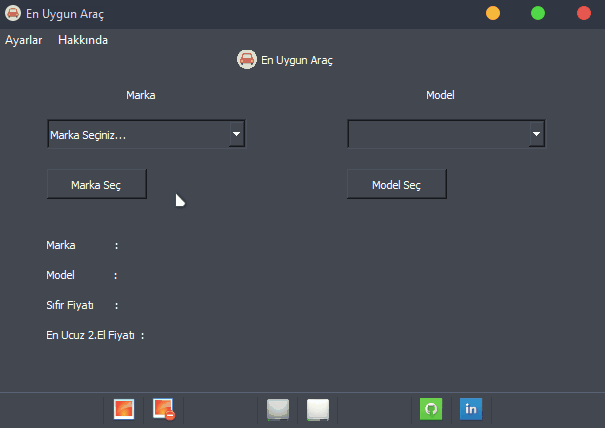 En Uygun Araç
Ayarlar Hakkında
En Uygun Araç
Marka Model
Marka Seçiniz...
Marka Seç Model Seç
Marka :
Model :
Sıfır Fiyatı :
En Ucuz 2.El Fiyatı :
in